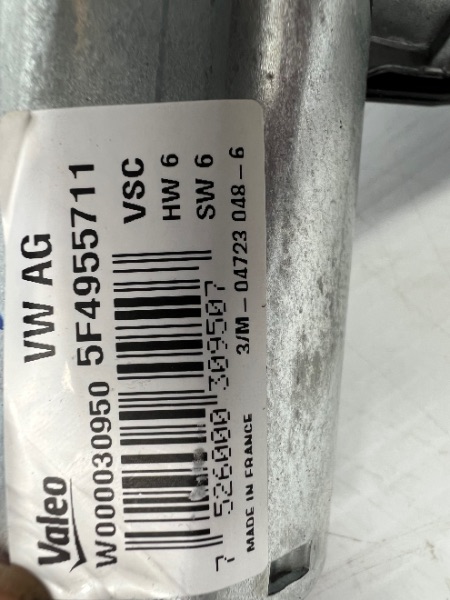 VW AG
Valeo
W000030950 5F4955711
VSC
HW 6
SW 6
7 526000 309507
3/M - 04723 048 - 6
MADE IN FRANCE